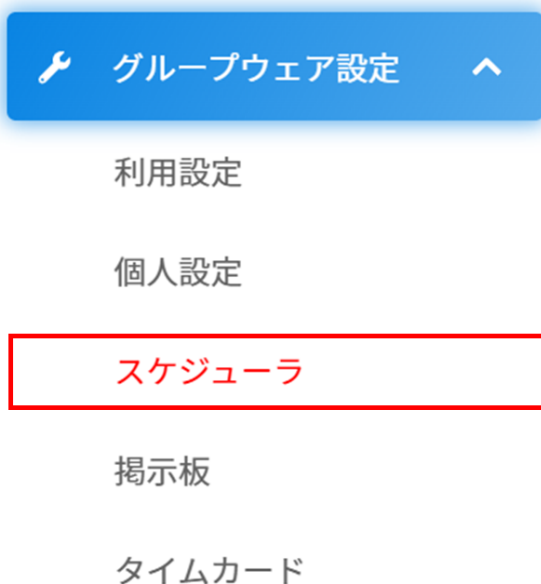 グループウェア設定
利用設定
個人設定
スケジューラ
掲示板
タイムカード